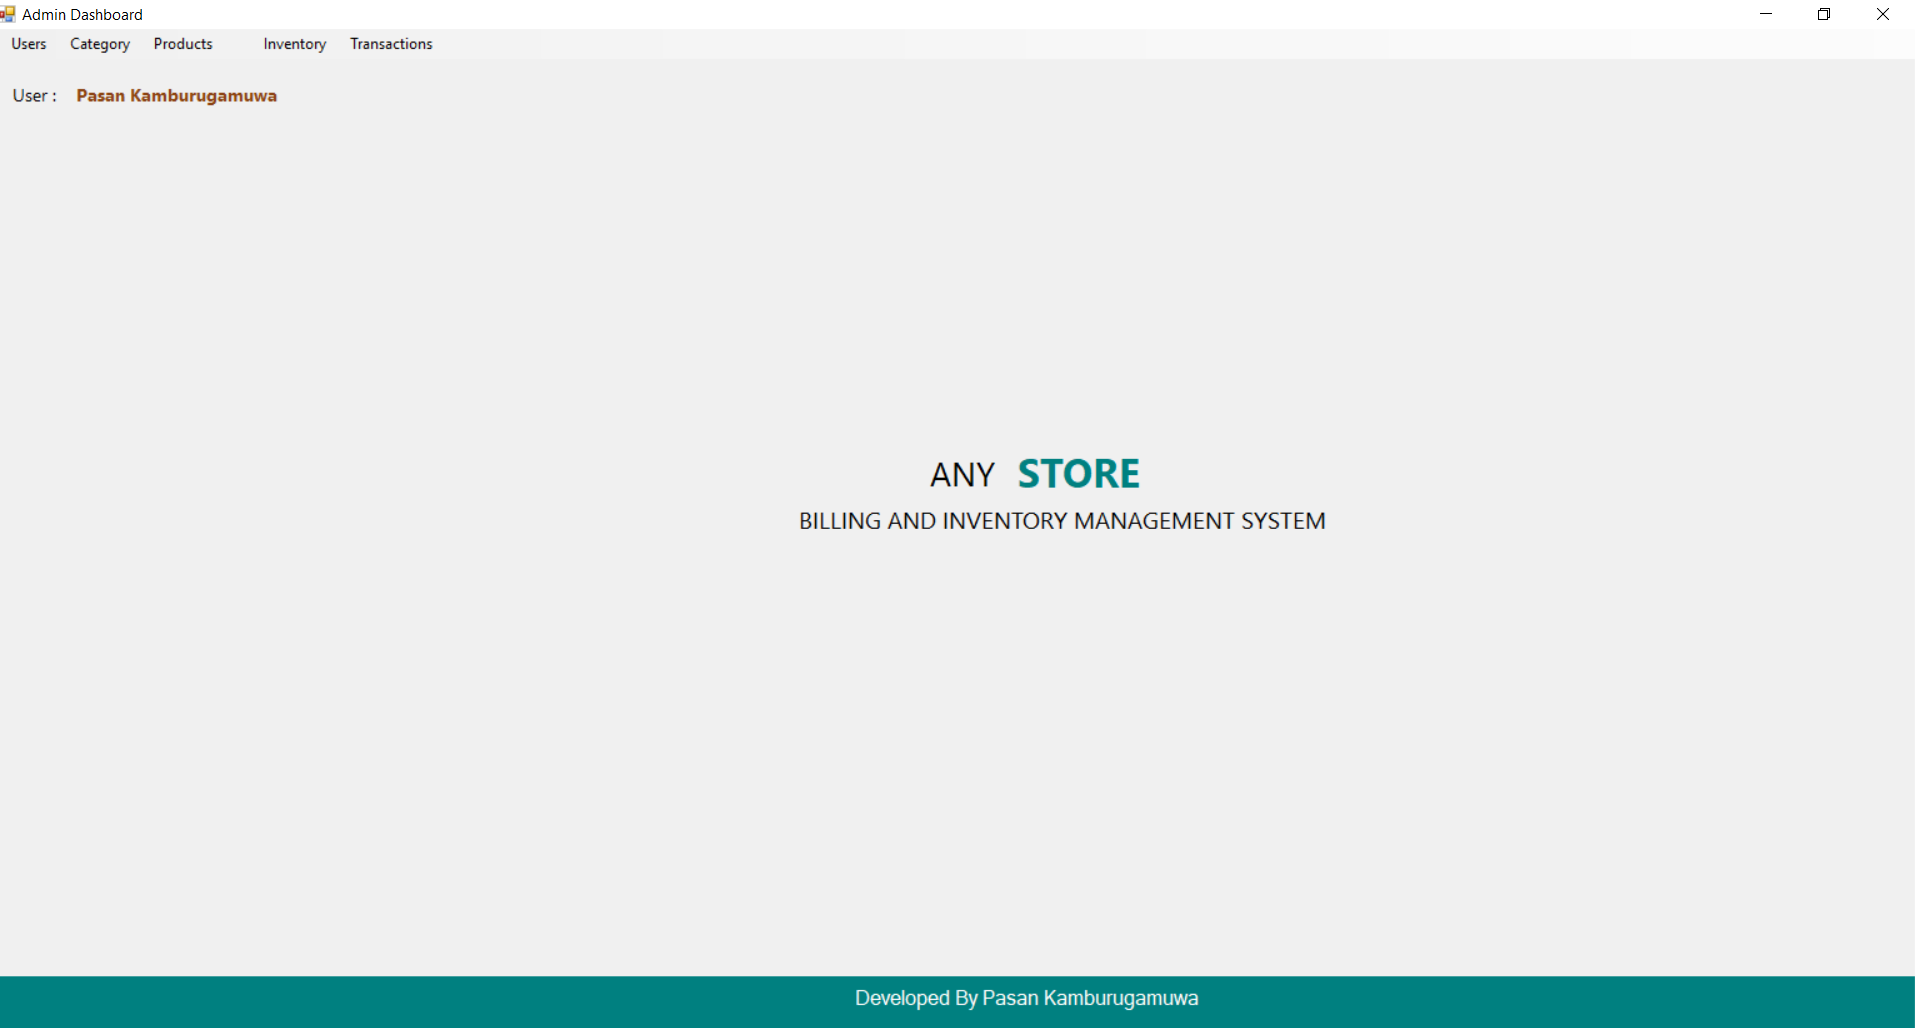 Admin Dashboard
Users Category Products Inventory Transactions
User : Pasan Kamburugamuwa
ANY STORE
BILLING AND INVENTORY MANAGEMENT SYSTEM
Developed By Pasan Kamburugamuwa